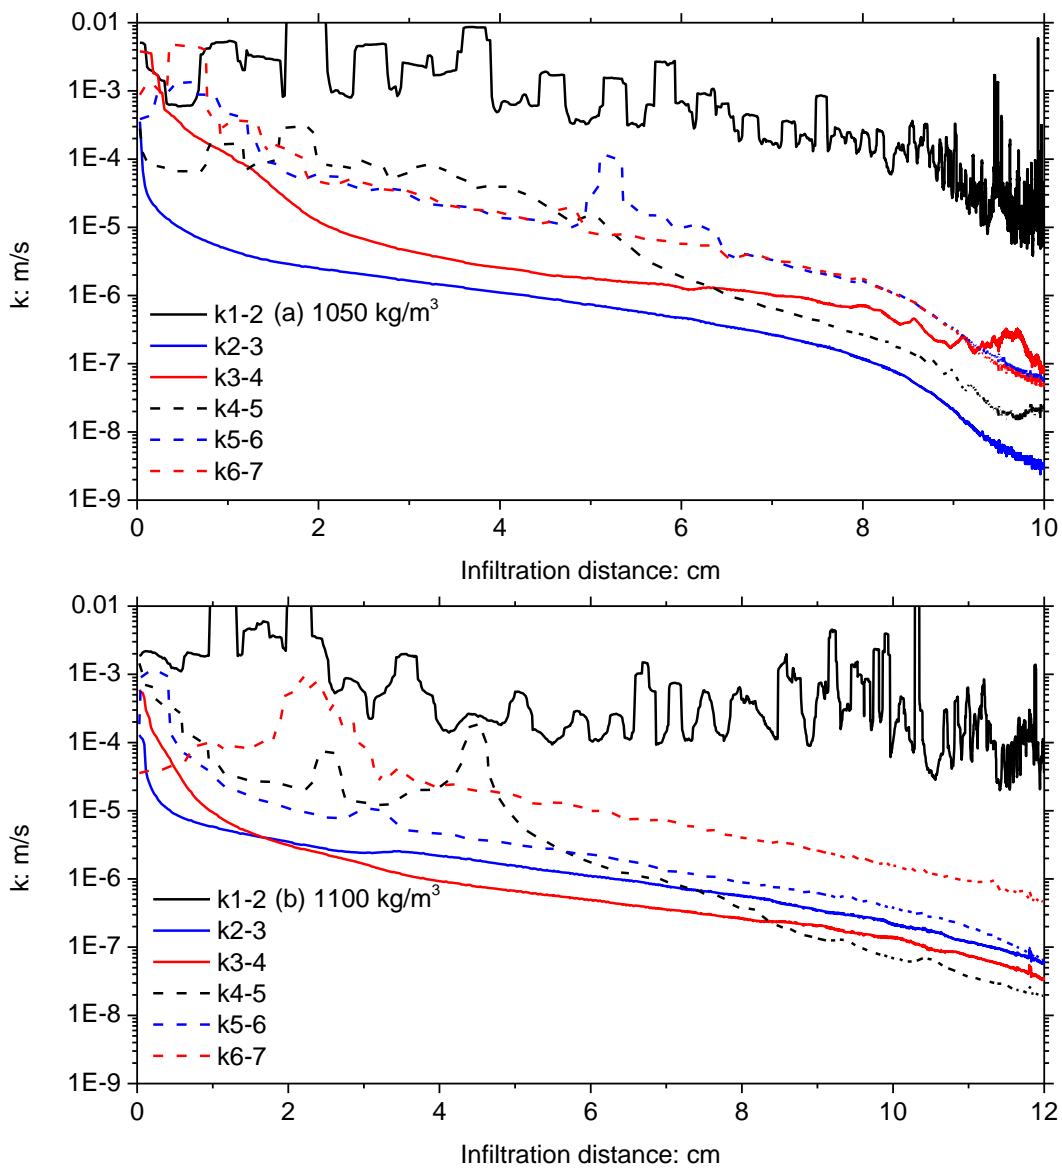 0.01
1E-3
1E-4
1E-5
1E-6
1E-7
1E-8
1E-9
k: m/s
k1-2 (a) 1050 kg/m³
k2-3
k3-4
k4-5
k5-6
k6-7
0 2 4 6 8 10
Infiltration distance: cm
0.01
1E-3
1E-4
1E-5
1E-6
1E-7
1E-8
1E-9
k: m/s
k1-2 (b) 1100 kg/m³
k2-3
k3-4
k4-5
k5-6
k6-7
0 2 4 6 8 10 12
Infiltration distance: cm